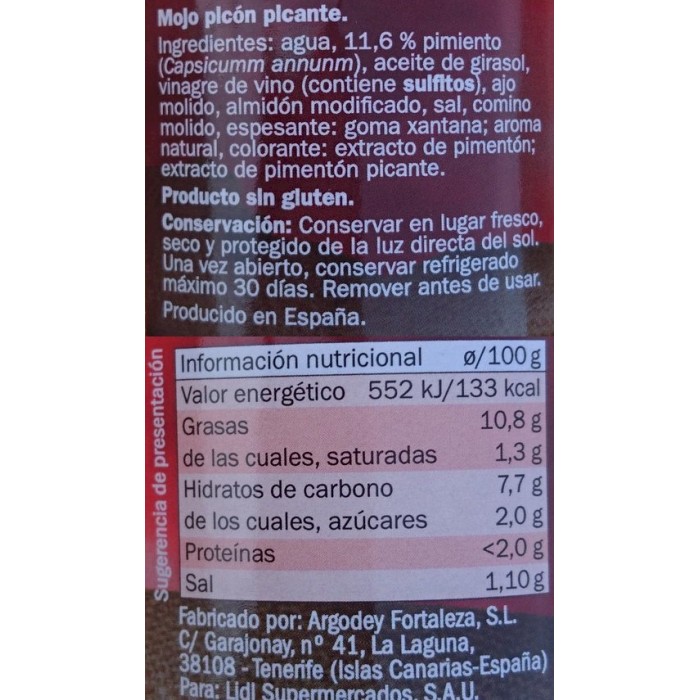 Mojo picón picante.
Ingredientes: agua, 11,6 % pimiento
(Capsicumm annunm), aceite de girasol,
vinagre de vino (contiene sulfitos), ajo
molido, almidón modificado, sal, comino
molido, espesante: goma xantana; aroma
natural, colorante: extracto de pimentón;
extracto de pimentón picante.
Producto sin gluten.
Conservación: Conservar en lugar fresco,
seco y protegido de la luz directa del sol.
Una vez abierto, conservar refrigerado
máximo 30 días. Remover antes de usar.
Producido en España.
Sugerencia de presentación
Información nutricional ø/100 g
Valor energético 552 kJ/133 kcal
Grasas 10,8 g
de las cuales, saturadas 1,3 g
Hidratos de carbono 7,7 g
de los cuales, azúcares 2,0 g
Proteínas <2,0 g
Sal 1,10 g
Fabricado por: Argodey Fortaleza, S.L.
C/ Garajonay, nº 41, La Laguna,
38108 - Tenerife (Islas Canarias-España)
Para: Lidl Supermercados, S.A.U.